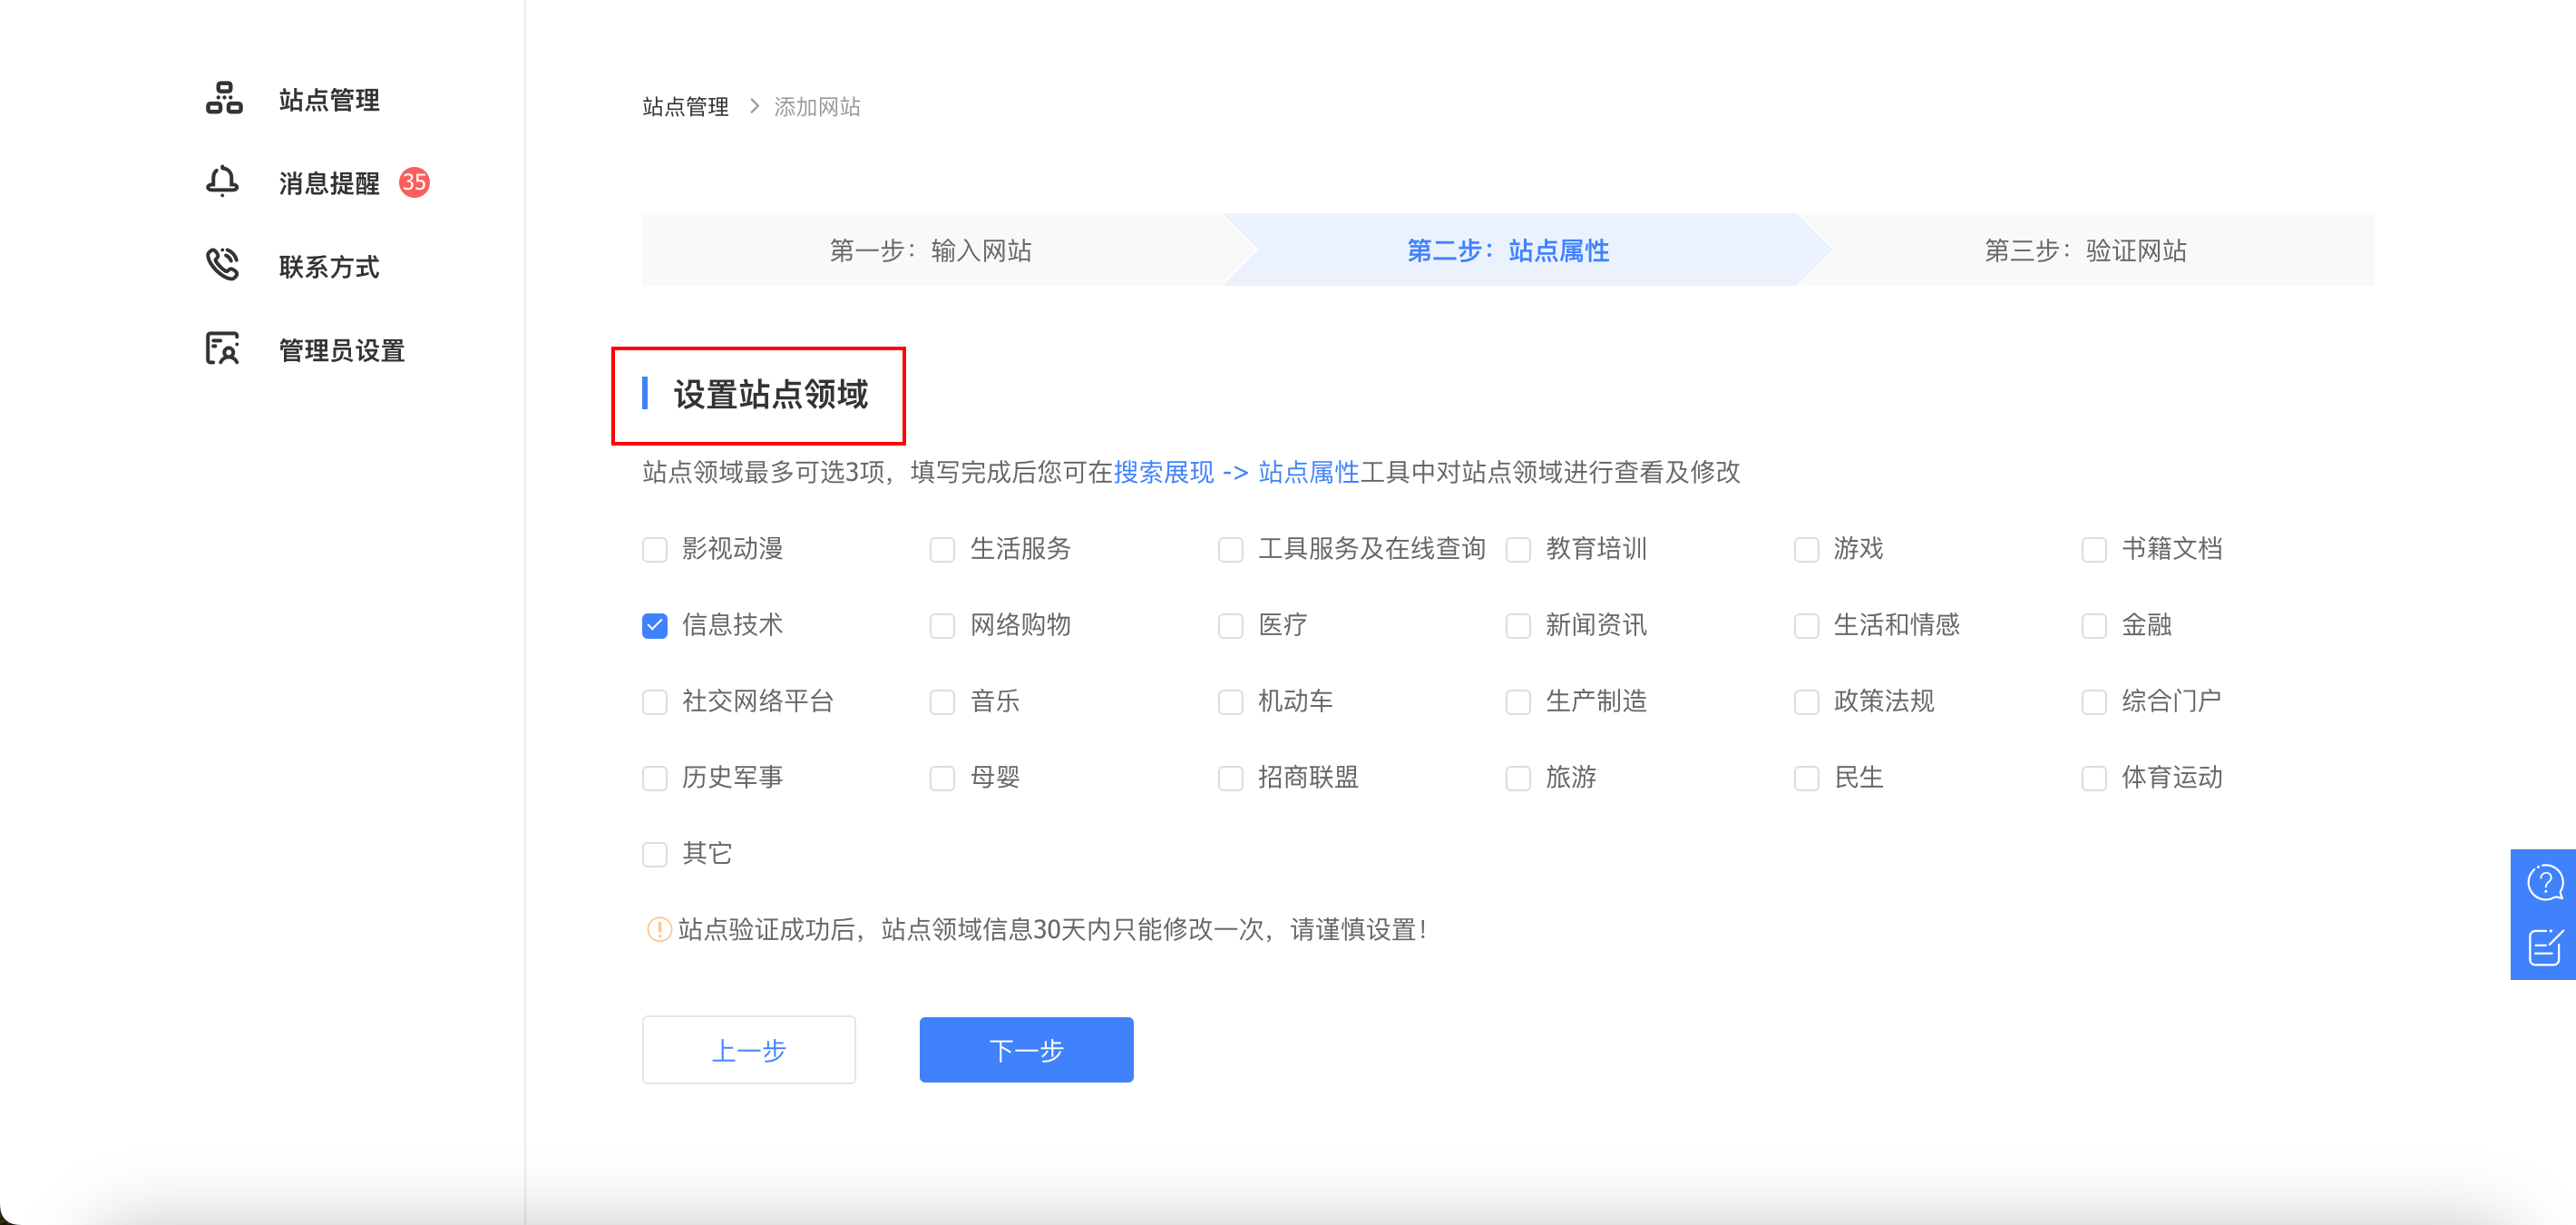 站点管理
消息提醒 35
联系方式
管理员设置
站点管理 > 添加网站
第一步：输入网站 第二步：站点属性 第三步：验证网站
设置站点领域
站点领域最多可选3项，填写完成后您可在搜索展现 -> 站点属性工具中对站点领域进行查看及修改
影视动漫 生活服务 工具服务及在线查询 教育培训 游戏 书籍文档
信息技术 网络购物 医疗 新闻资讯 生活和情感 金融
社交网络平台 音乐 机动车 生产制造 政策法规 综合门户
历史军事 母婴 招商联盟 旅游 民生 体育运动
其它
站点验证成功后，站点领域信息30天内只能修改一次，请谨慎设置！
上一步 下一步